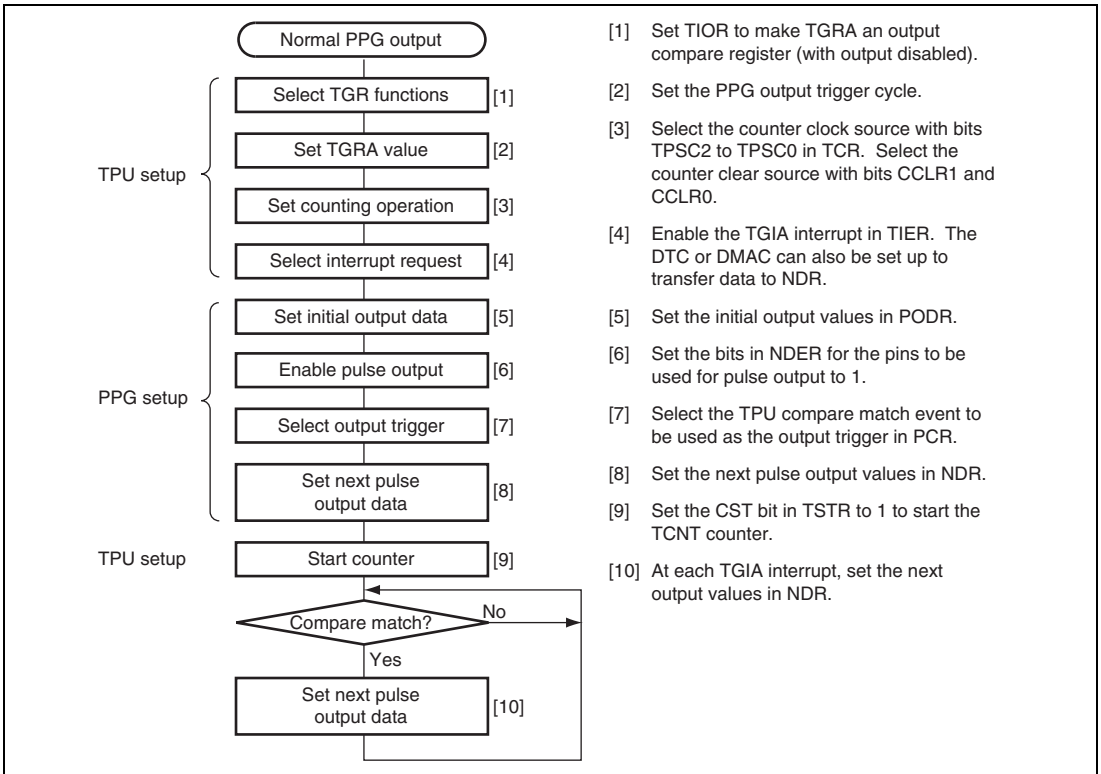 Normal PPG output
TPU setup
Select TGR functions [1]
Set TGRA value [2]
Set counting operation [3]
Select interrupt request [4]
PPG setup
Set initial output data [5]
Enable pulse output [6]
Select output trigger [7]
Set next pulse
output data
[8]
TPU setup
Start counter [9]
Compare match?
No
Yes
Set next pulse
output data
[10]
[1] Set TIOR to make TGRA an output
compare register (with output disabled).
[2] Set the PPG output trigger cycle.
[3] Select the counter clock source with bits
TPSC2 to TPSC0 in TCR. Select the
counter clear source with bits CCLR1 and
CCLR0.
[4] Enable the TGIA interrupt in TIER. The
DTC or DMAC can also be set up to
transfer data to NDR.
[5] Set the initial output values in PODR.
[6] Set the bits in NDER for the pins to be
used for pulse output to 1.
[7] Select the TPU compare match event to
be used as the output trigger in PCR.
[8] Set the next pulse output values in NDR.
[9] Set the CST bit in TSTR to 1 to start the
TCNT counter.
[10] At each TGIA interrupt, set the next
output values in NDR.